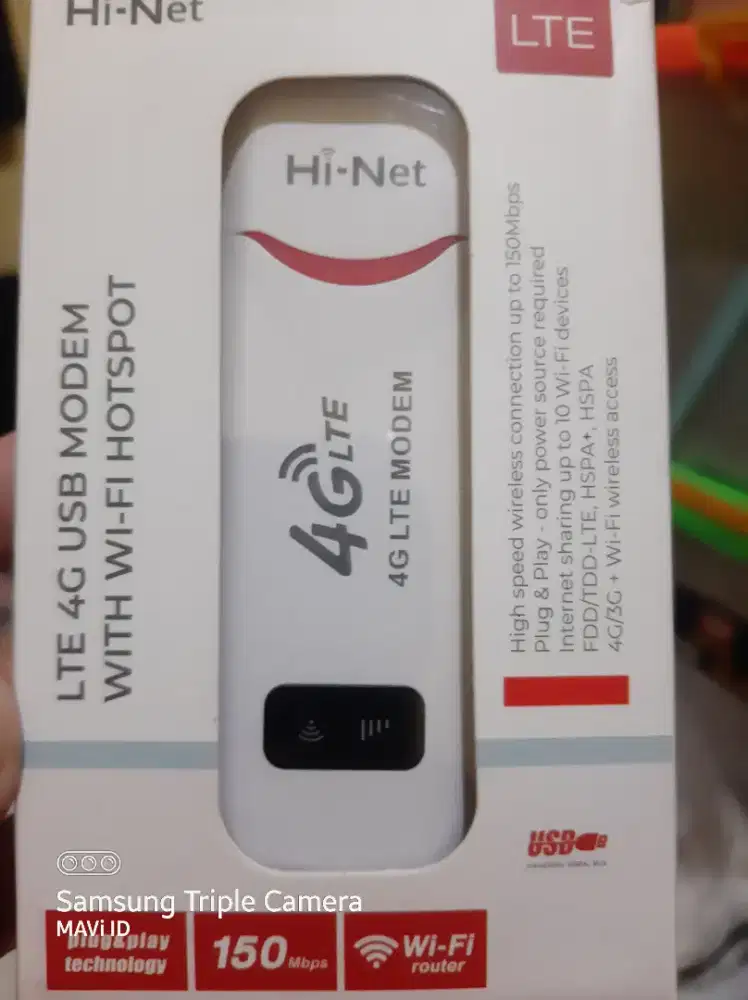 Hi-Net
LTE
Hi-Net
LTE 4G USB MODEM
WITH WI-FI HOTSPOT
4G LTE
4G LTE MODEM
High speed wireless connection up to 150Mbps
Plug & Play - only power source required
Internet sharing up to 10 Wi-Fi devices
FDD/TDD-LTE, HSPA+, HSPA
4G/3G + Wi-Fi wireless access
USB
Samsung Triple Camera
MAVi JD
plug&play
technology
150 Mbps
Wi-Fi
router